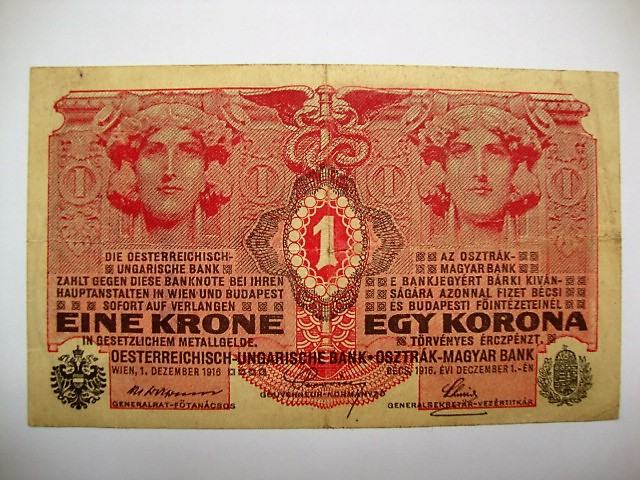 1 1 1 1
1
DIE OESTERREICHISCH-
UNGARISCHE BANK
ZAHLT GEGEN DIESE BANKNOTE BEI IHREN
HAUPTANSTALTEN IN WIEN UND BUDAPEST
SOFORT AUF VERLANGEN
EINE KRONE
IN GESETZLICHEM METALLGELDE.
AZ OSZTRÁK-
MAGYAR BANK
E BANKJEGYÉRT BÁRKI KIVÁN-
SÁGÁRA AZONNAL FIZET BÉCSI
ÉS BUDAPESTI FŐINTÉZETEINÉL
EGY KORONA
TÖRVÉNYES ÉRCZPÉNZT.
OESTERREICHISCH-UNGARISCHE BANK • OSZTRÁK-MAGYAR BANK
WIEN, 1. DEZEMBER 1916
BÉCS, 1916. ÉVI DECZEMBER 1.-ÉN
GENERALRAT-FŐTANÁCSOS
GOUVERNEUR-KORMÁNYZÓ
GENERALSEKRETÄR-VEZÉRTITKÁR